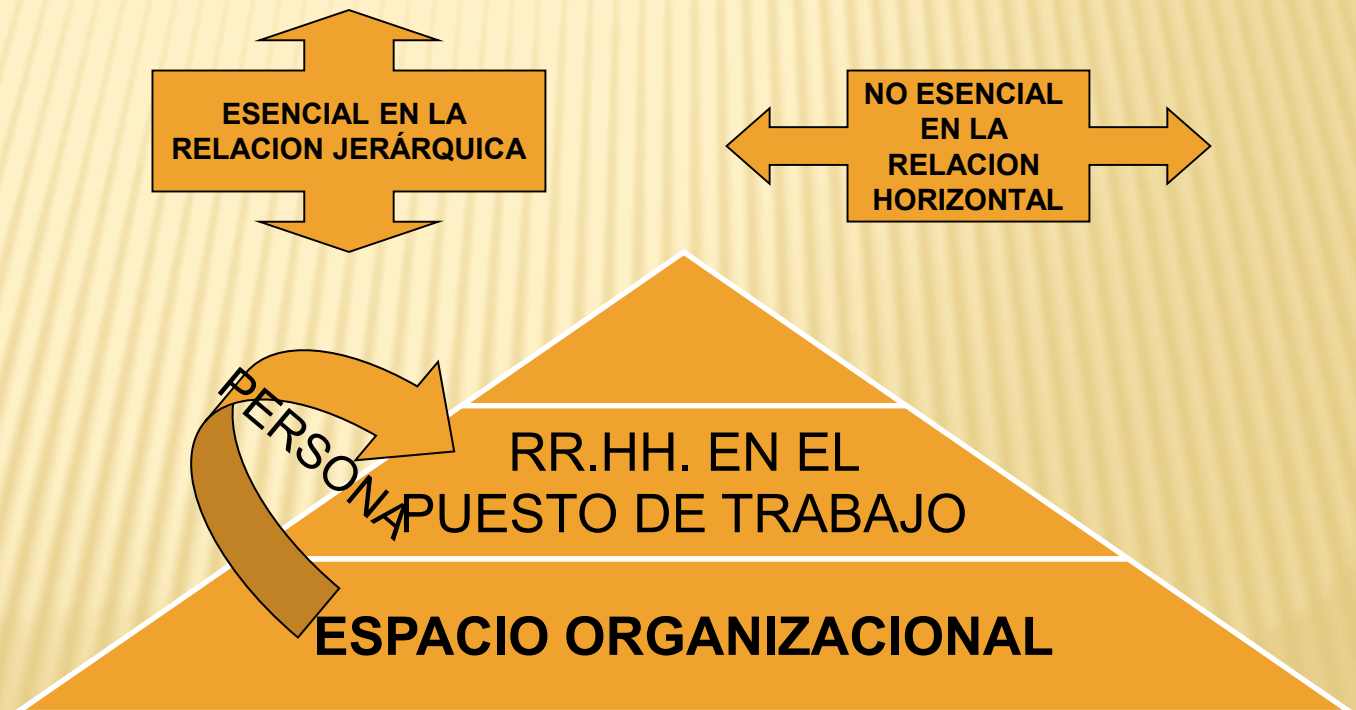 ESENCIAL EN LA
RELACION JERÁRQUICA
NO ESENCIAL
EN LA
RELACION
HORIZONTAL
PERSONA
RR.HH. EN EL
PUESTO DE TRABAJO
ESPACIO ORGANIZACIONAL